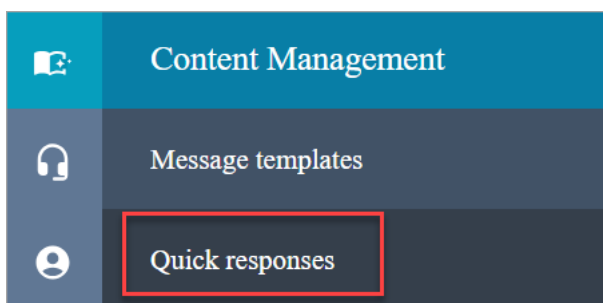 Content Management
Message templates
Quick responses